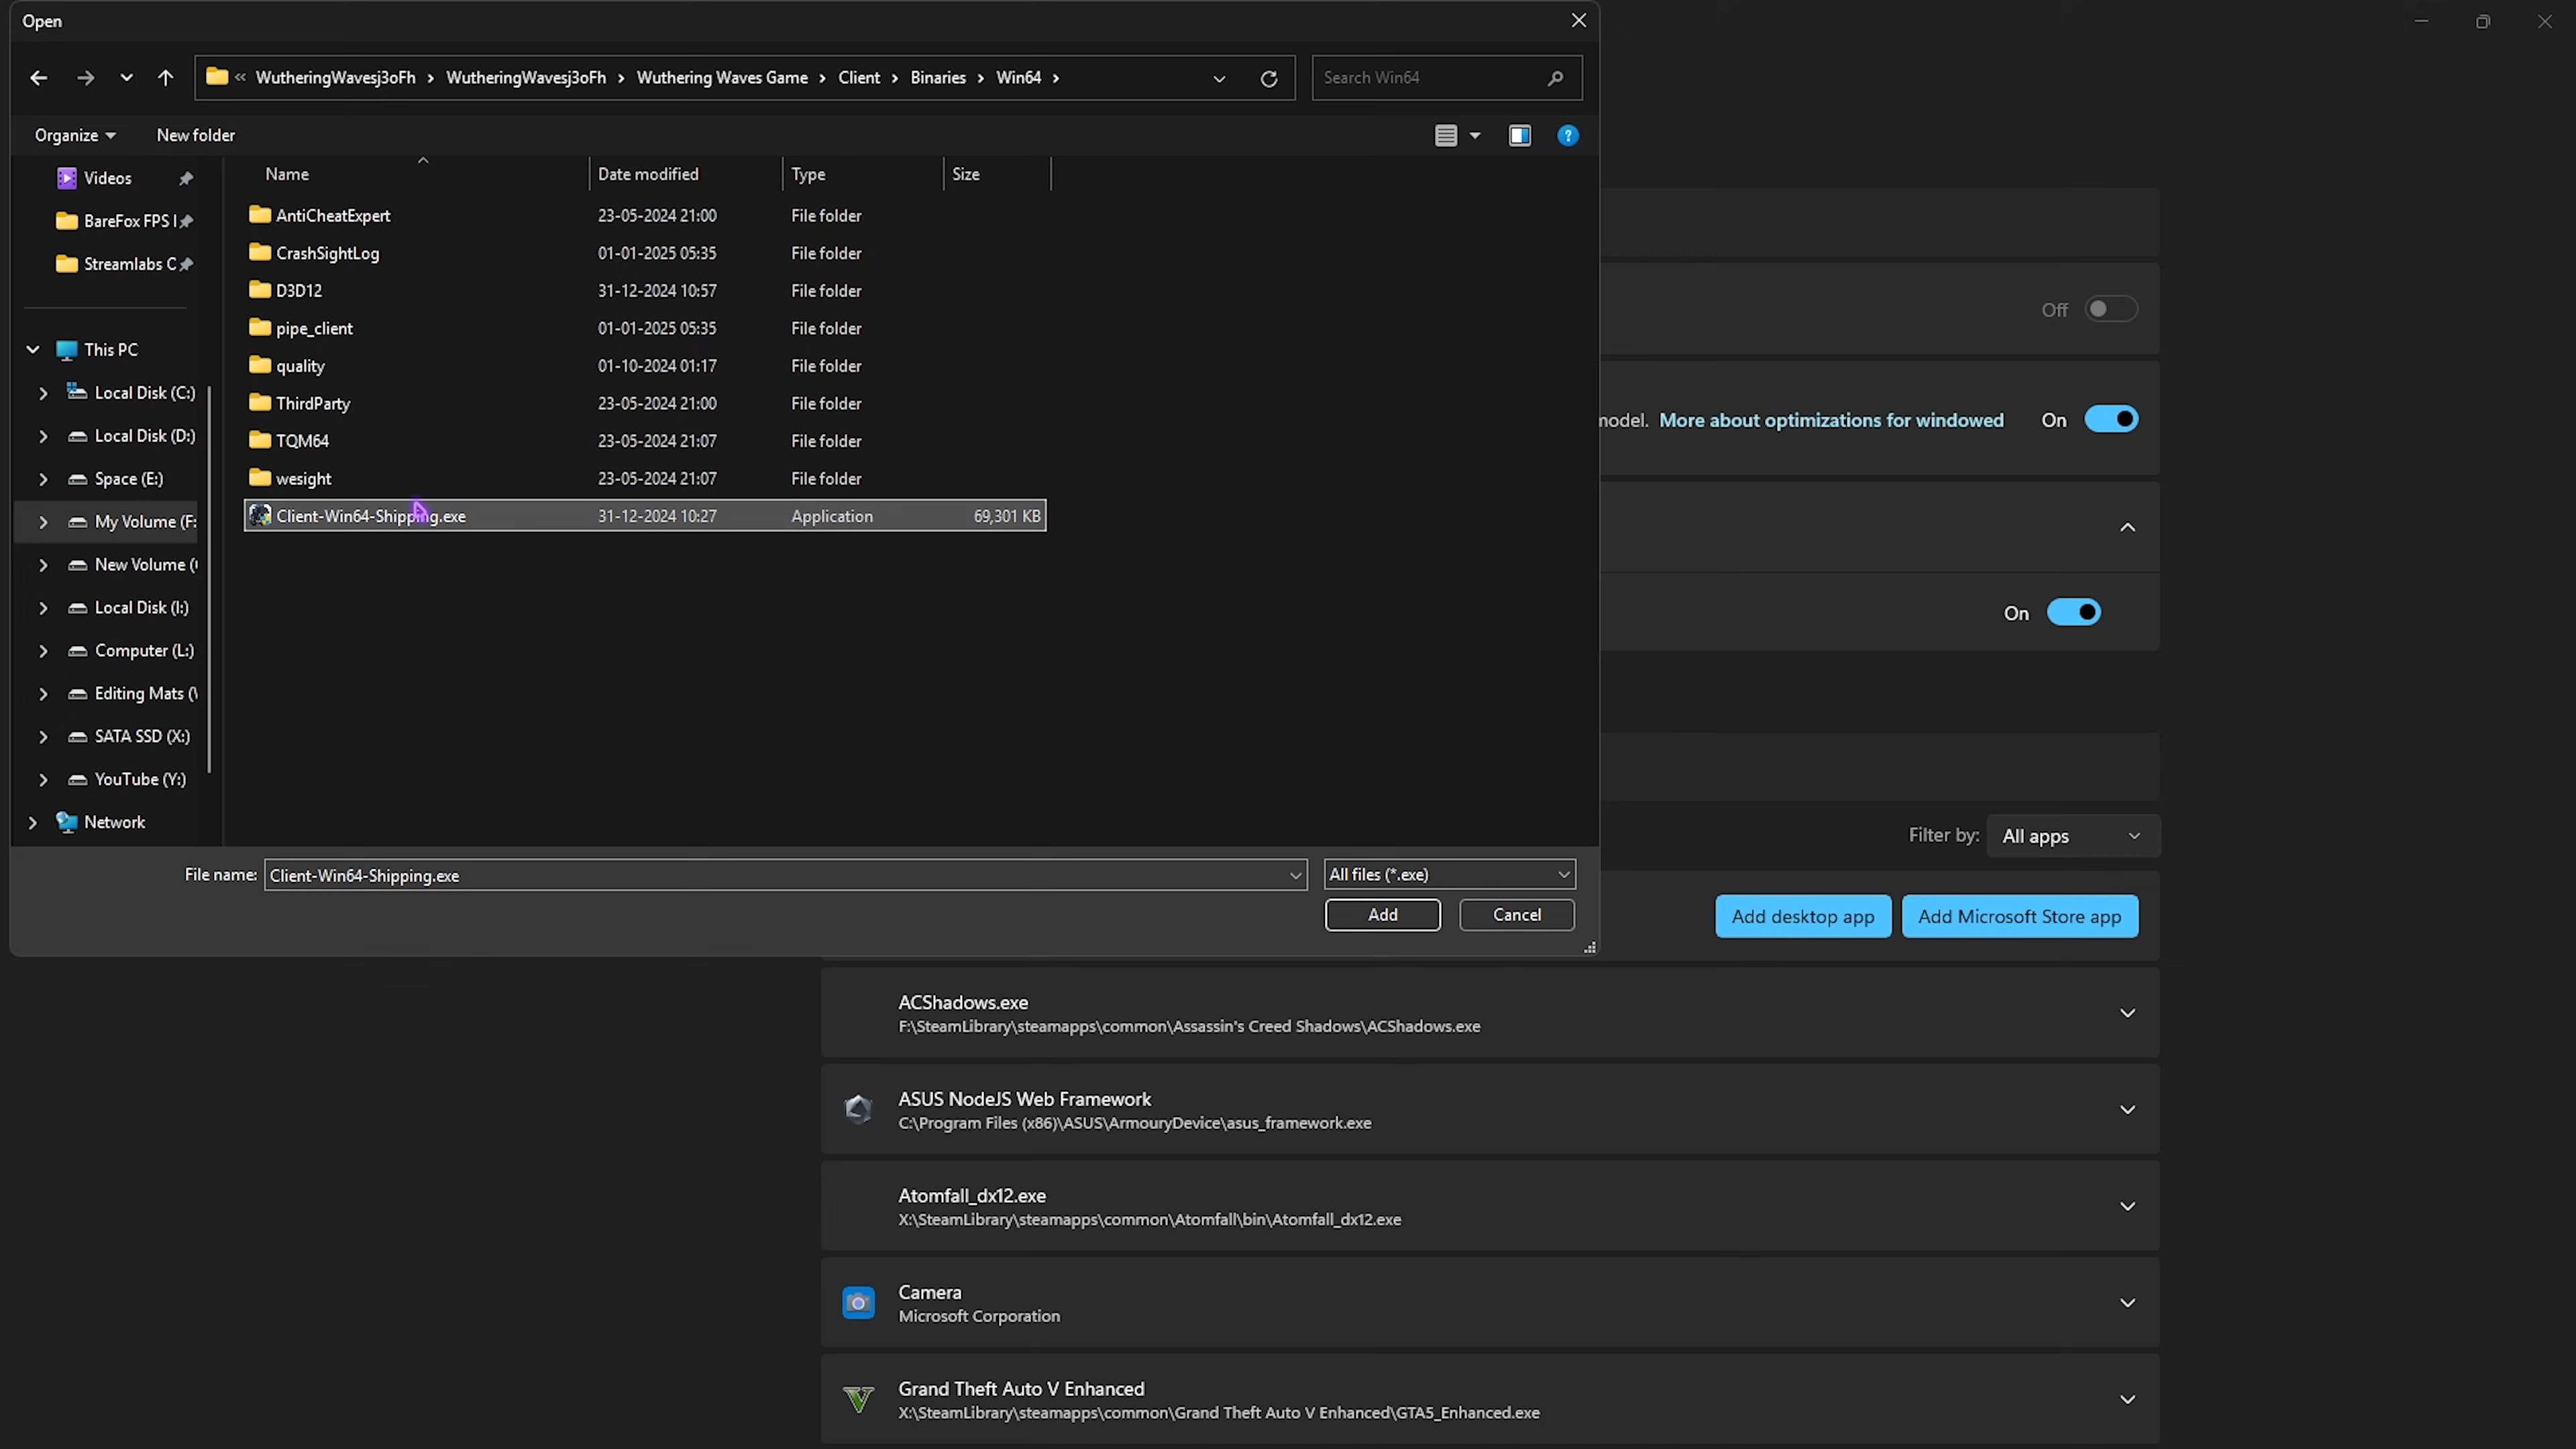 Open
« WutheringWavesj3oFh › WutheringWavesj3oFh › Wuthering Waves Game › Client › Binaries › Win64 ›
Search Win64
Organize
New folder
Name
Date modified
Type
Size
Videos
BareFox FPS
Streamlabs C
This PC
Local Disk (C:)
Local Disk (D:)
Space (E:)
My Volume (F:
New Volume (
Local Disk (I:)
Computer (L:)
Editing Mats (
SATA SSD (X:)
YouTube (Y:)
Network
AntiCheatExpert 23-05-2024 21:00 File folder
CrashSightLog 01-01-2025 05:35 File folder
D3D12 31-12-2024 10:57 File folder
pipe_client 01-01-2025 05:35 File folder
quality 01-10-2024 01:17 File folder
ThirdParty 23-05-2024 21:00 File folder
TQM64 23-05-2024 21:07 File folder
wesight 23-05-2024 21:07 File folder
Client-Win64-Shipping.exe 31-12-2024 10:27 Application 69,301 KB
File name: Client-Win64-Shipping.exe
All files (*.exe)
Add
Cancel
Off
model. More about optimizations for windowed
On
On
Filter by: All apps
Add desktop app
Add Microsoft Store app
ACShadows.exe
F:\SteamLibrary\steamapps\common\Assassin's Creed Shadows\ACShadows.exe
ASUS NodeJS Web Framework
C:\Program Files (x86)\ASUS\ArmouryDevice\asus_framework.exe
Atomfall_dx12.exe
X:\SteamLibrary\steamapps\common\Atomfall\bin\Atomfall_dx12.exe
Camera
Microsoft Corporation
Grand Theft Auto V Enhanced
X:\SteamLibrary\steamapps\common\Grand Theft Auto V Enhanced\GTA5_Enhanced.exe